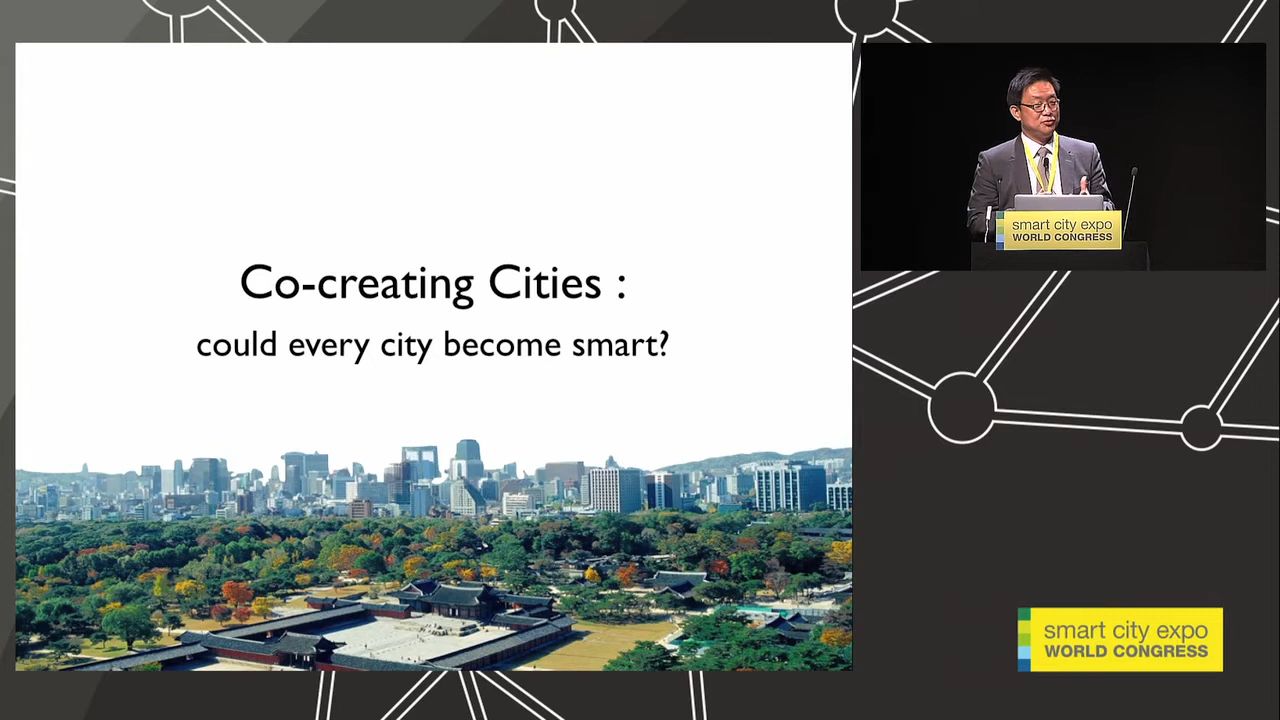 Co-creating Cities :
could every city become smart?
smart city expo
WORLD CONGRESS
smart city expo
WORLD CONGRESS